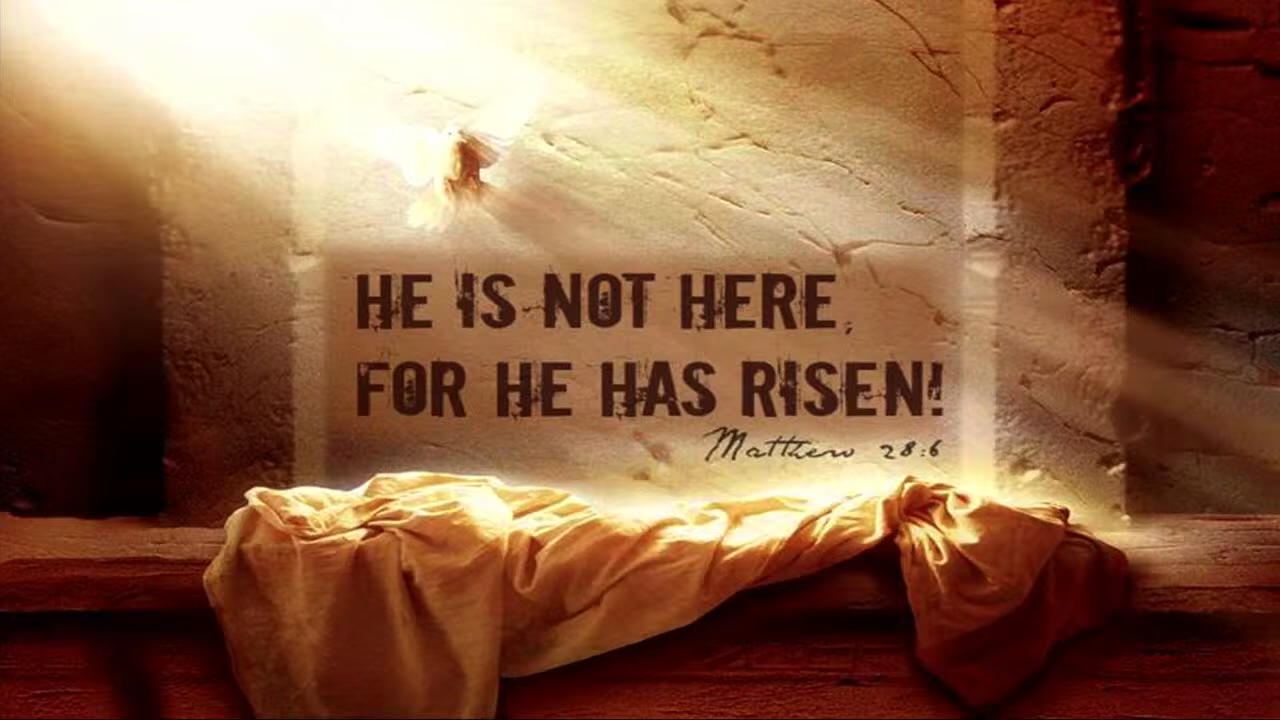 HE IS NOT HERE,
FOR HE HAS RISEN!
Matthew 28:6